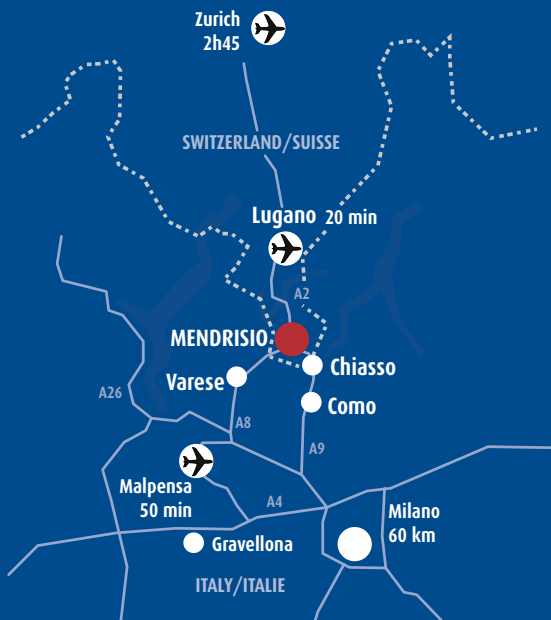 Zurich
2h45
SWITZERLAND/SUISSE
Lugano 20 min
A2
MENDRISIO
Chiasso
Varese
A26
Como
A8
A9
Malpensa
50 min
A4
Milano
60 km
Gravellona
ITALY/ITALIE